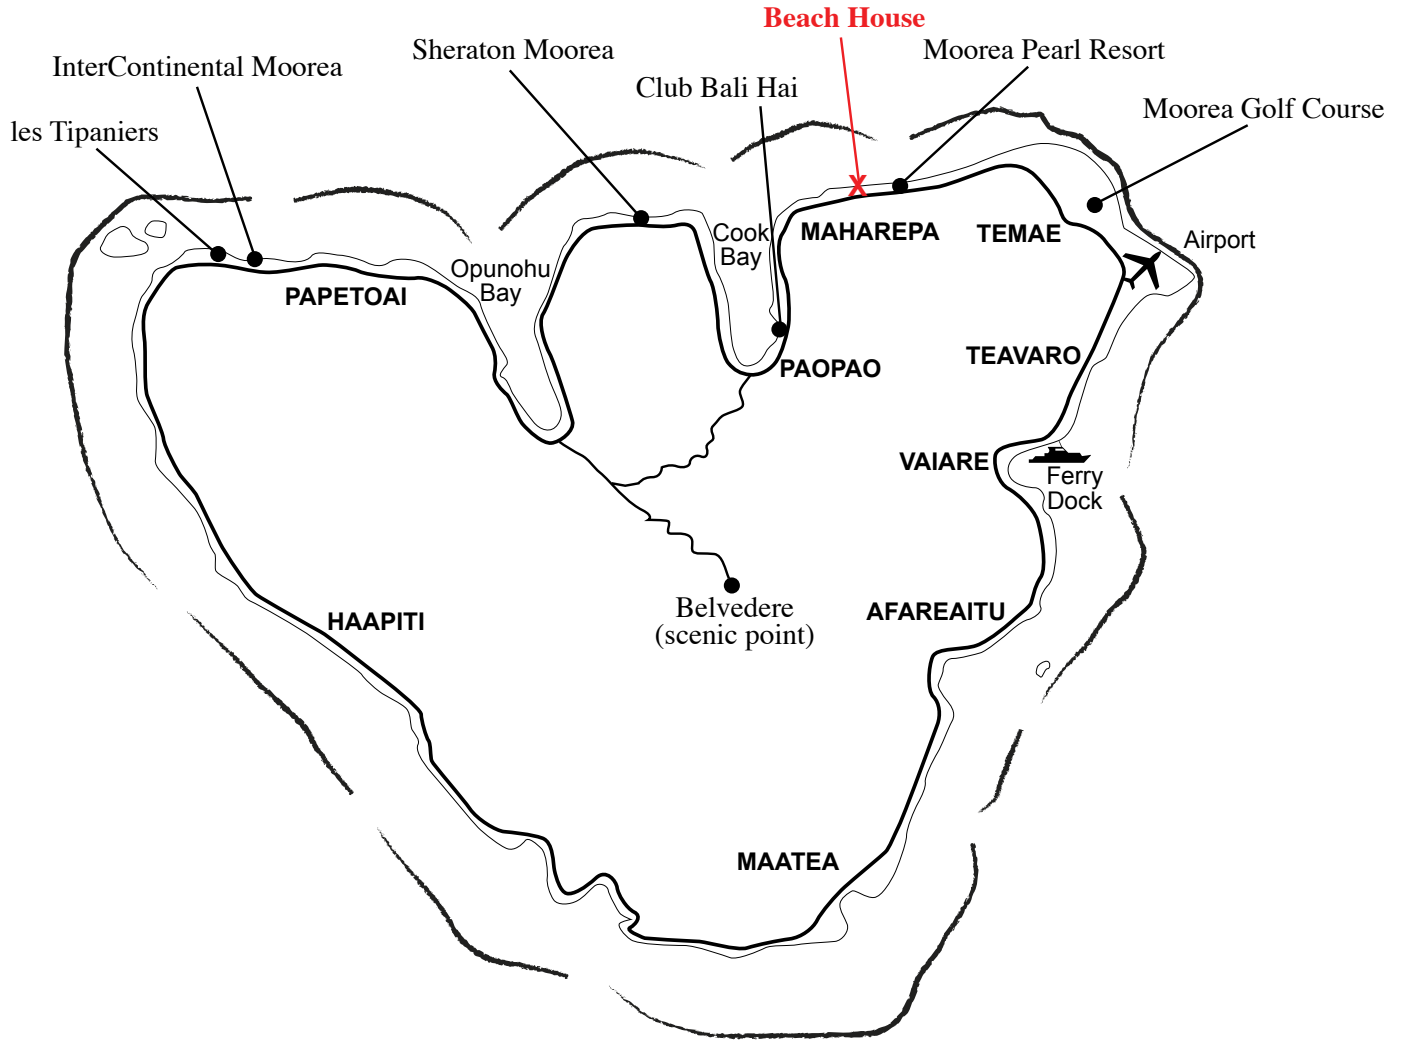 Beach House
Sheraton Moorea
Moorea Pearl Resort
InterContinental Moorea
Club Bali Hai
Moorea Golf Course
les Tipaniers
Cook
Bay
MAHAREPA
TEMAE
Airport
Opunohu
Bay
PAPETOAI
TEAVARO
PAOPAO
VAIARE
Ferry
Dock
Belvedere
(scenic point)
AFAREAITU
HAAPITI
MAATEA
X